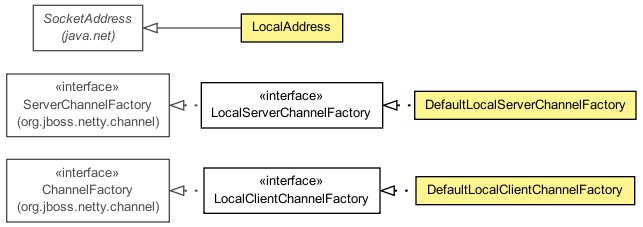 SocketAddress
(java.net)
LocalAddress
«interface»
ServerChannelFactory
(org.jboss.netty.channel)
«interface»
LocalServerChannelFactory
DefaultLocalServerChannelFactory
«interface»
ChannelFactory
(org.jboss.netty.channel)
«interface»
LocalClientChannelFactory
DefaultLocalClientChannelFactory